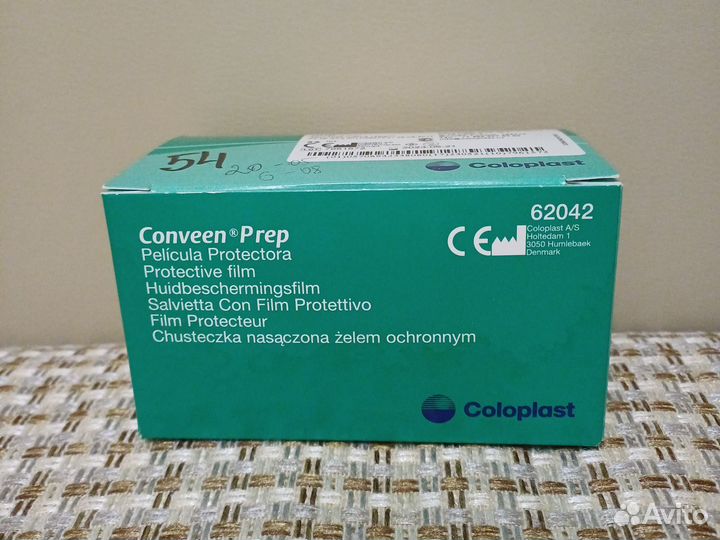 54
Coloplast
Conveen®Prep
Película Protectora
Protective film
Huidbeschermingsfilm
Salvietta Con Film Protettivo
Film Protecteur
Chusteczka nasączona żelem ochronnym
62042
CE
Coloplast A/S
Holtedam 1
3050 Humlebaek
Denmark
Coloplast
Avito